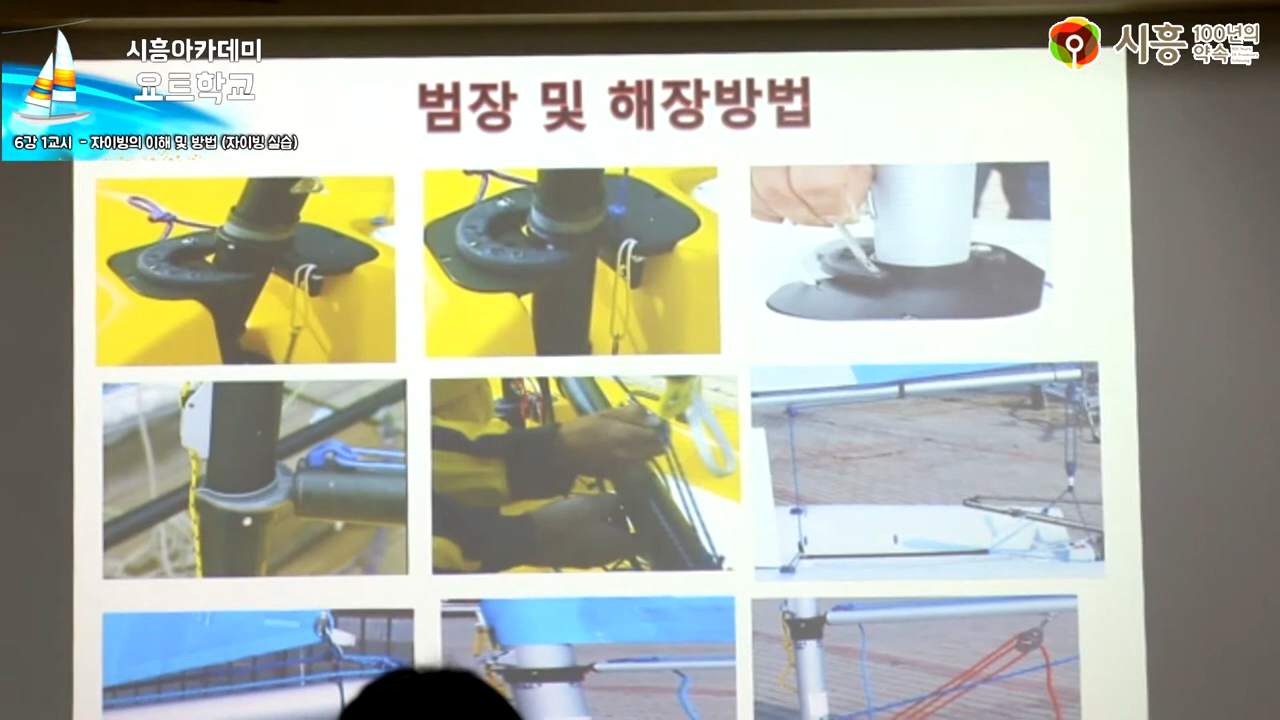 시흥아카데미
요트학교
6강 1교시 - 자이빙의 이해 및 방법 (자이빙 실습)
시흥 100년의
약속
범장 및 해장방법